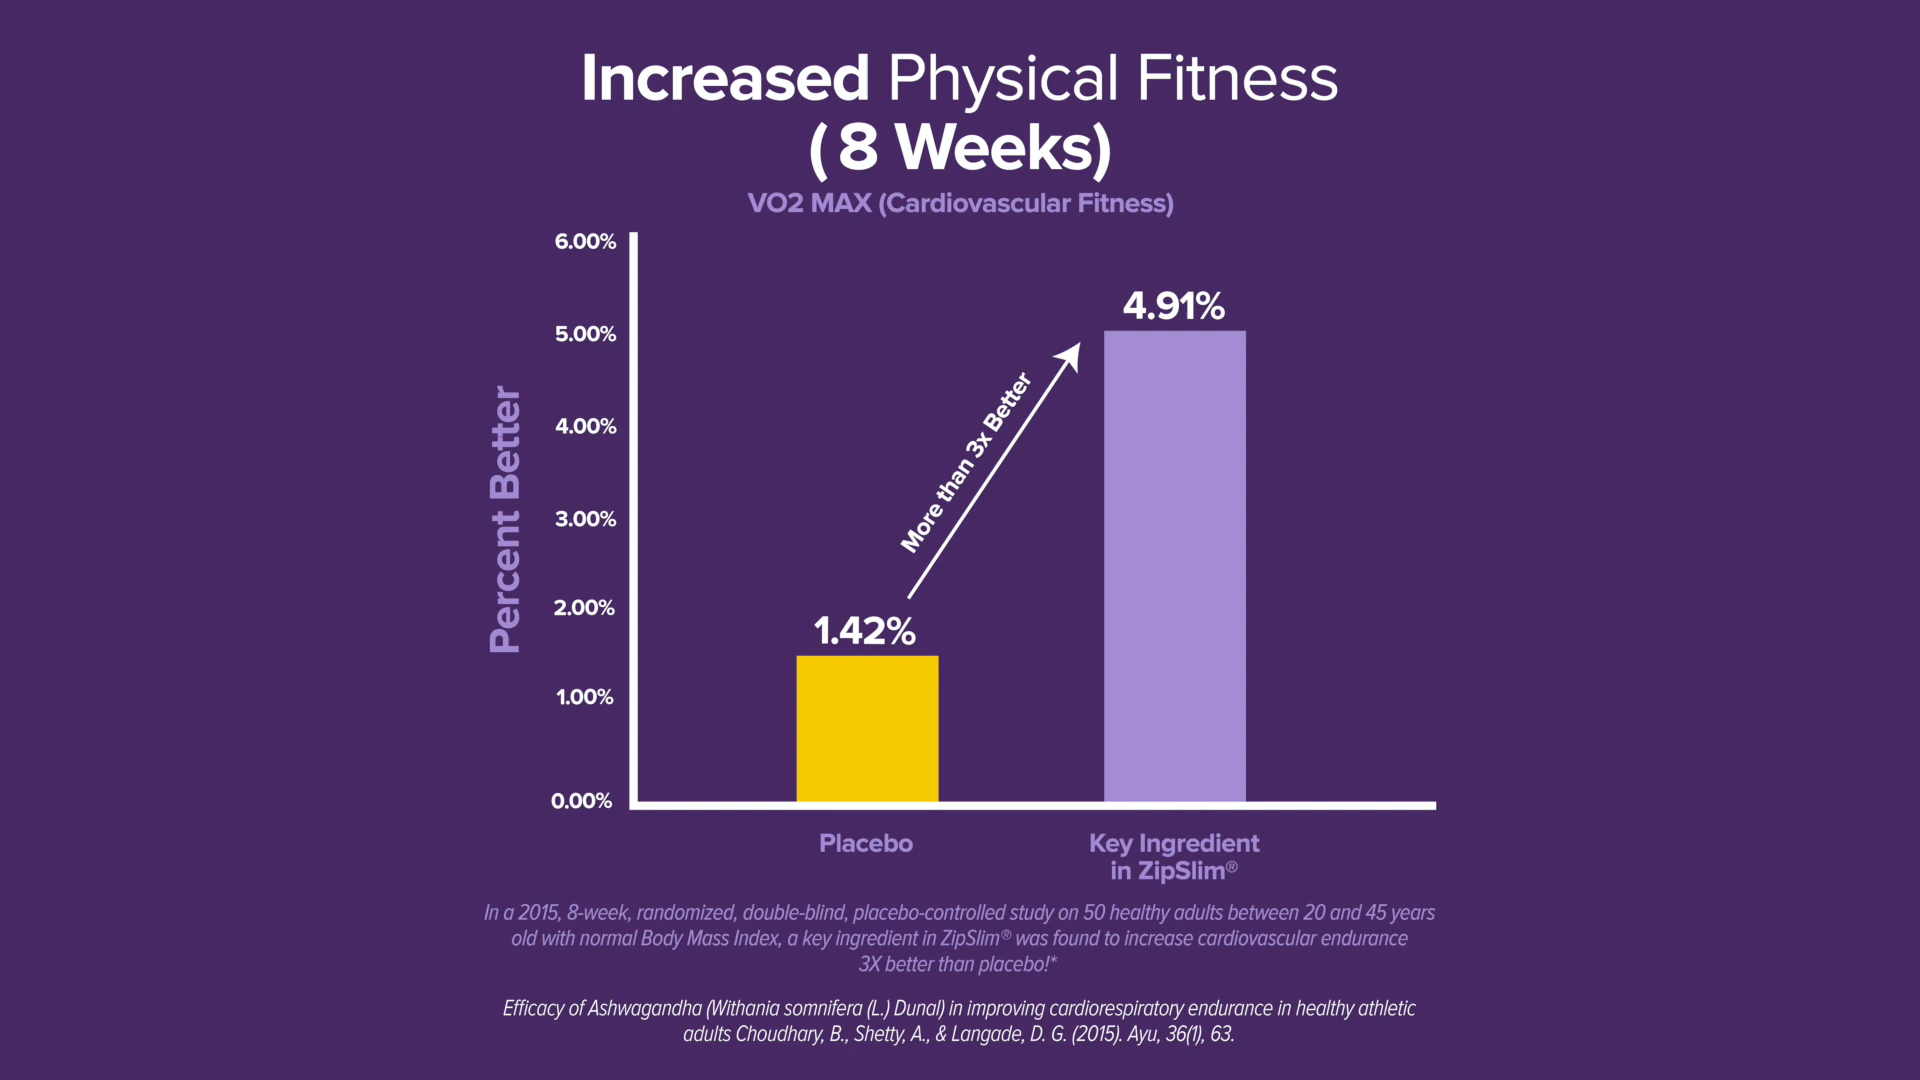 Increased Physical Fitness
(8 Weeks)
VO2 MAX (Cardiovascular Fitness)
6.00%
5.00%
4.00%
3.00%
2.00%
1.00%
0.00%
Percent Better
1.42%
More than 3x Better
4.91%
Placebo
Key Ingredient
in ZipSlim®
In a 2015, 8-week, randomized, double-blind, placebo-controlled study on 50 healthy adults between 20 and 45 years
old with normal Body Mass Index, a key ingredient in ZipSlim® was found to increase cardiovascular endurance
3X better than placebo!*
Efficacy of Ashwagandha (Withania somnifera (L.) Dunal) in improving cardiorespiratory endurance in healthy athletic
adults Choudhary, B., Shetty, A., & Langade, D. G. (2015). Ayu, 36(1), 63.